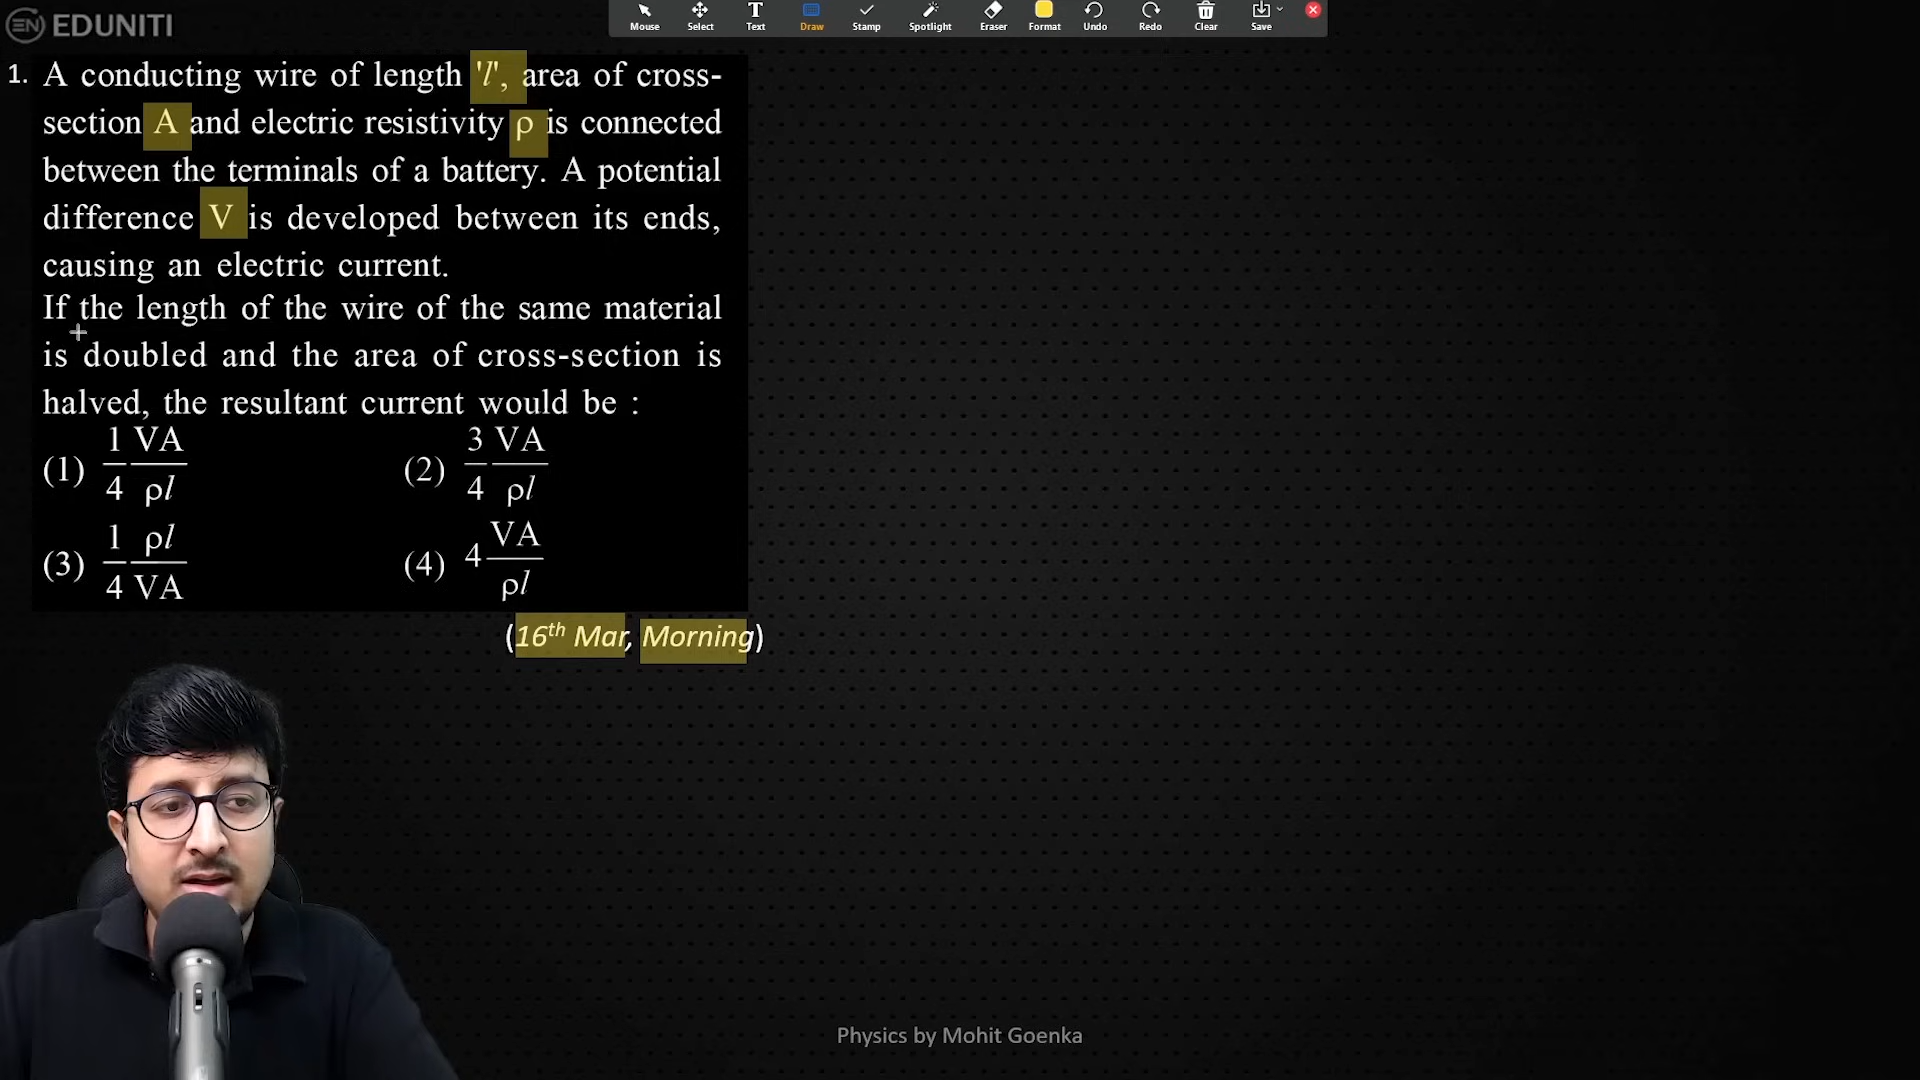 EN EDUNITI
Mouse Select Text Draw Stamp Spotlight Eraser Format Undo Redo Clear Save
1. A conducting wire of length 'l', area of cross-
section A and electric resistivity ρ is connected
between the terminals of a battery. A potential
difference V is developed between its ends,
causing an electric current.
If the length of the wire of the same material
is doubled and the area of cross-section is
halved, the resultant current would be :
(1) 1/4 VA/ρl (2) 3/4 VA/ρl
(3) 1/4 ρl/VA (4) 4 VA/ρl
(16th Mar, Morning)
Physics by Mohit Goenka